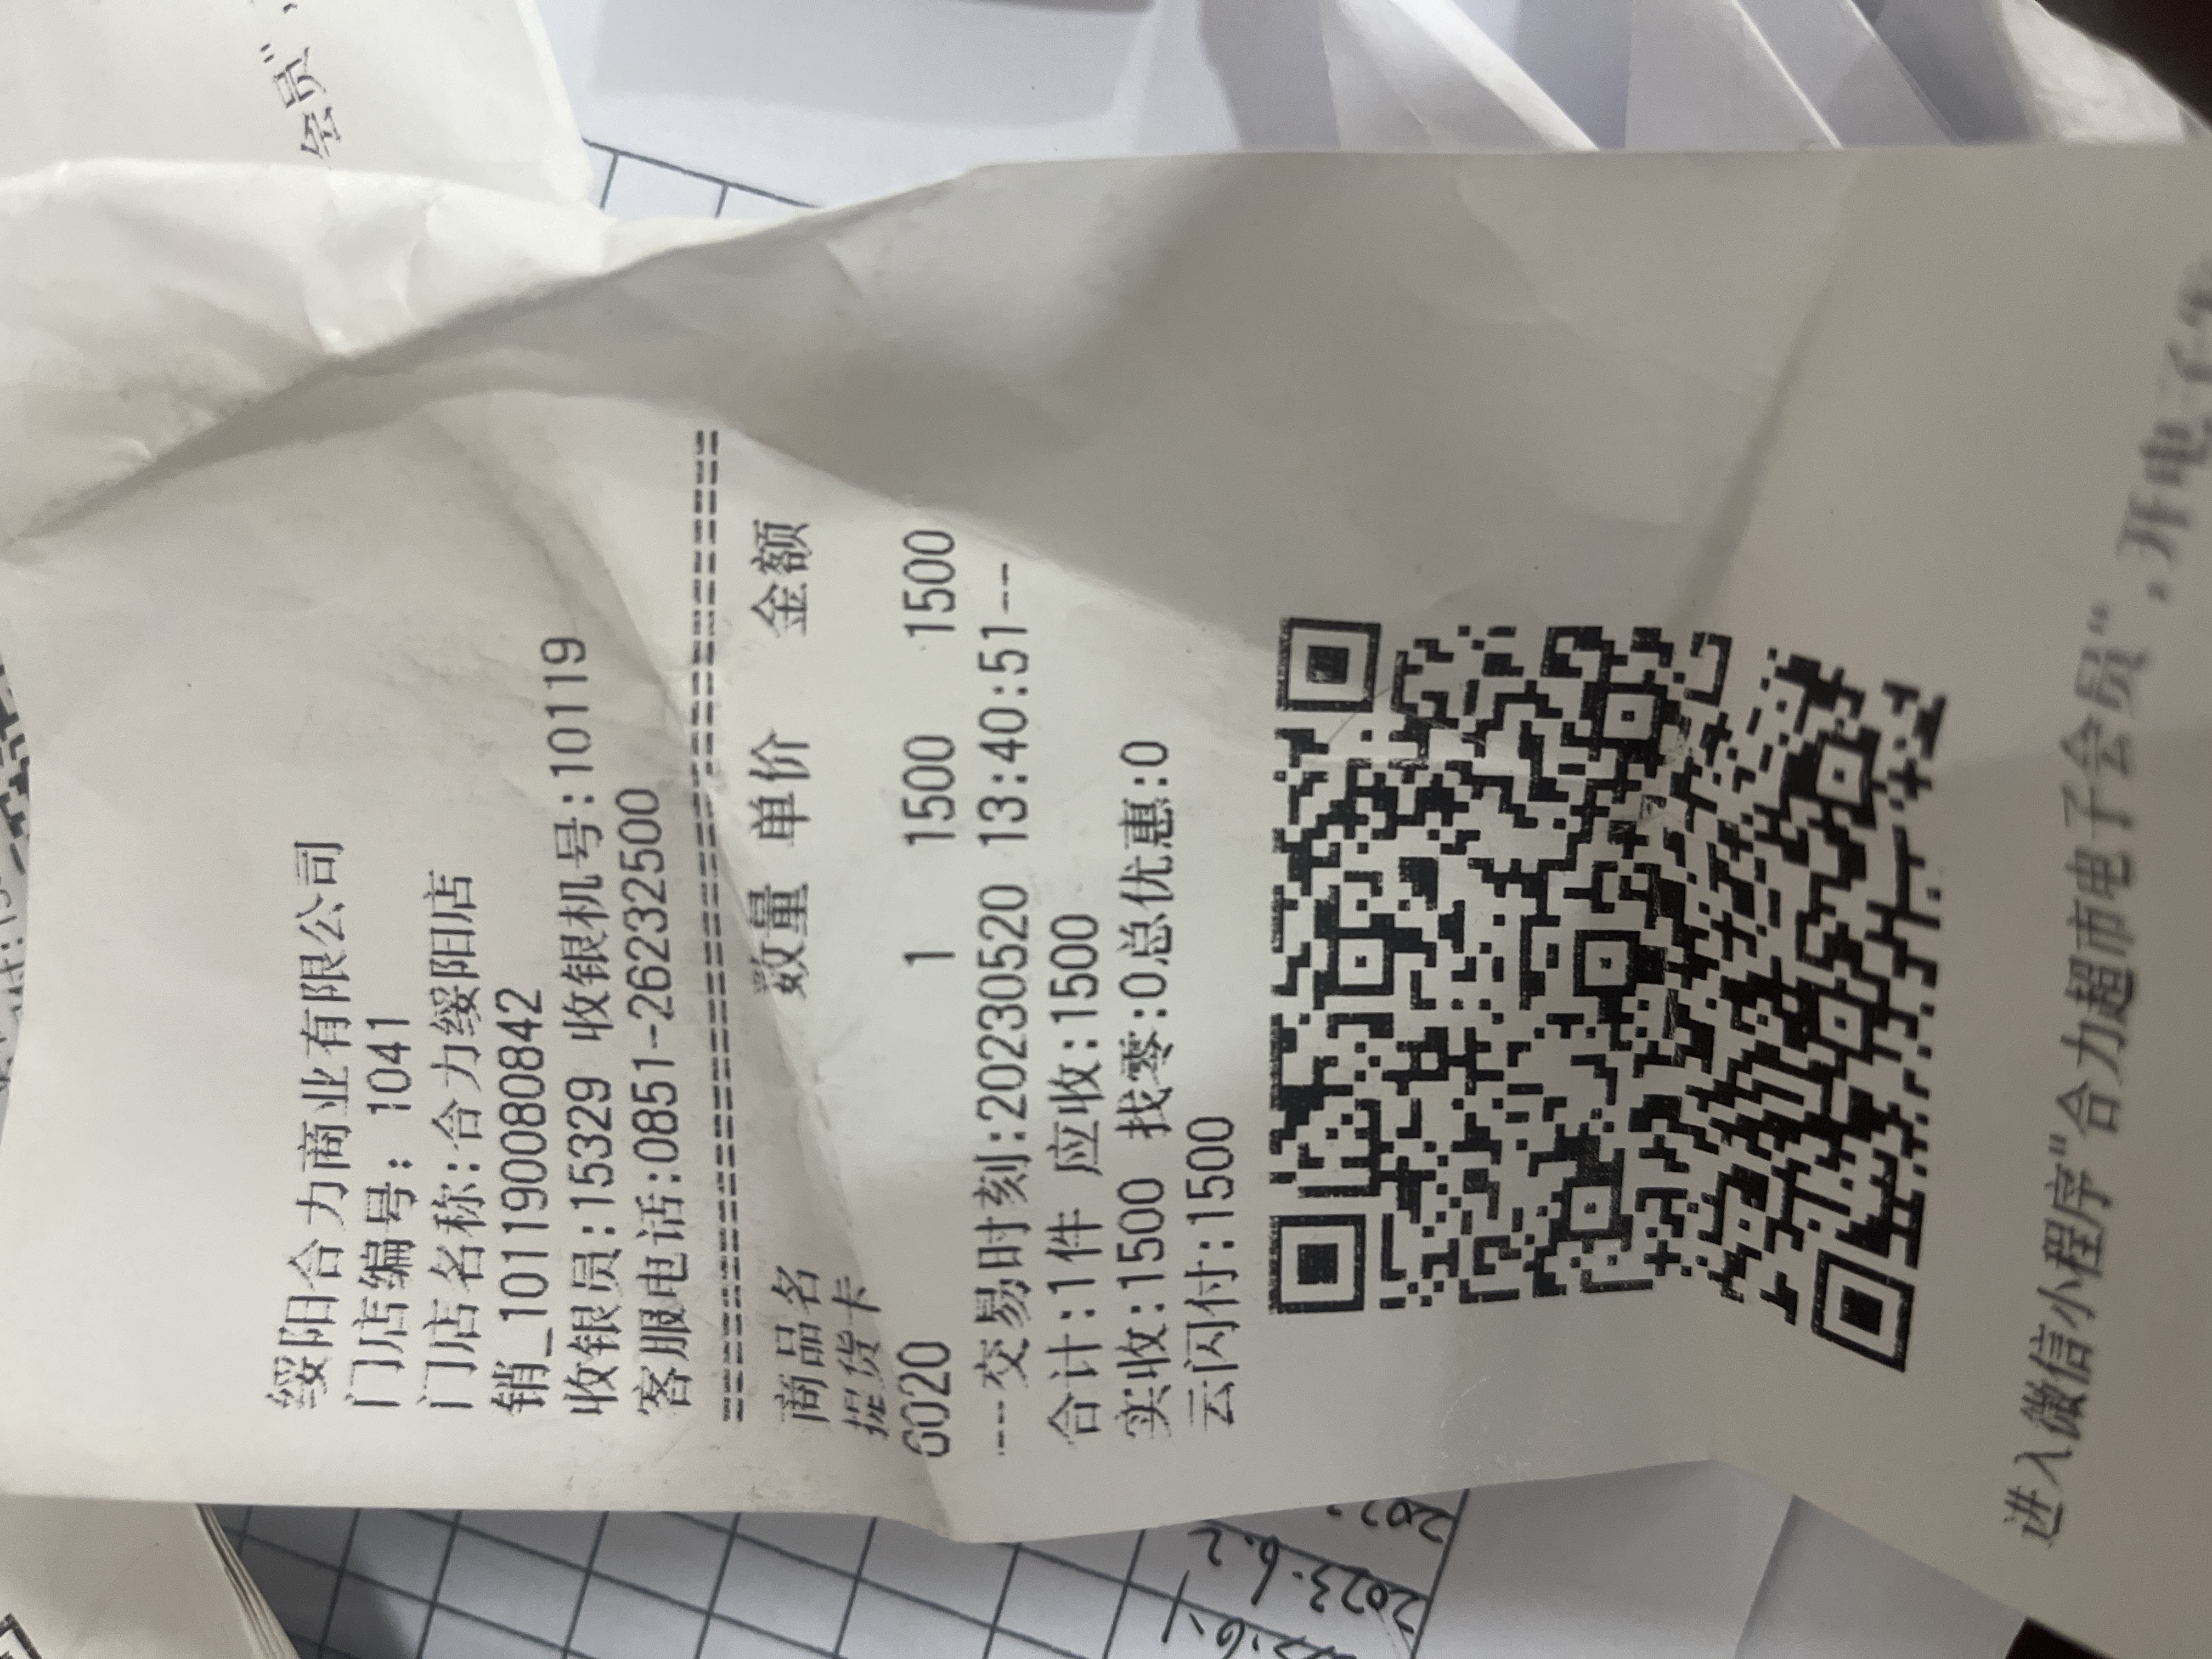 绥阳合力商业有限公司
门店编号: 1041
门店名称:合力绥阳店
销_101190080842
收银员:15329 收银机号:10119
客服电话:0851-26232500
商品名 数量 单价 金额
提货卡
6020 1 1500 1500
---交易时刻:20230520 13:40:51---
合计:1件 应收:1500
实收:1500 找零:0总优惠:0
云闪付:1500
进入微信小程序"合力超市电子会员",开电子
会员",
2023.6.2